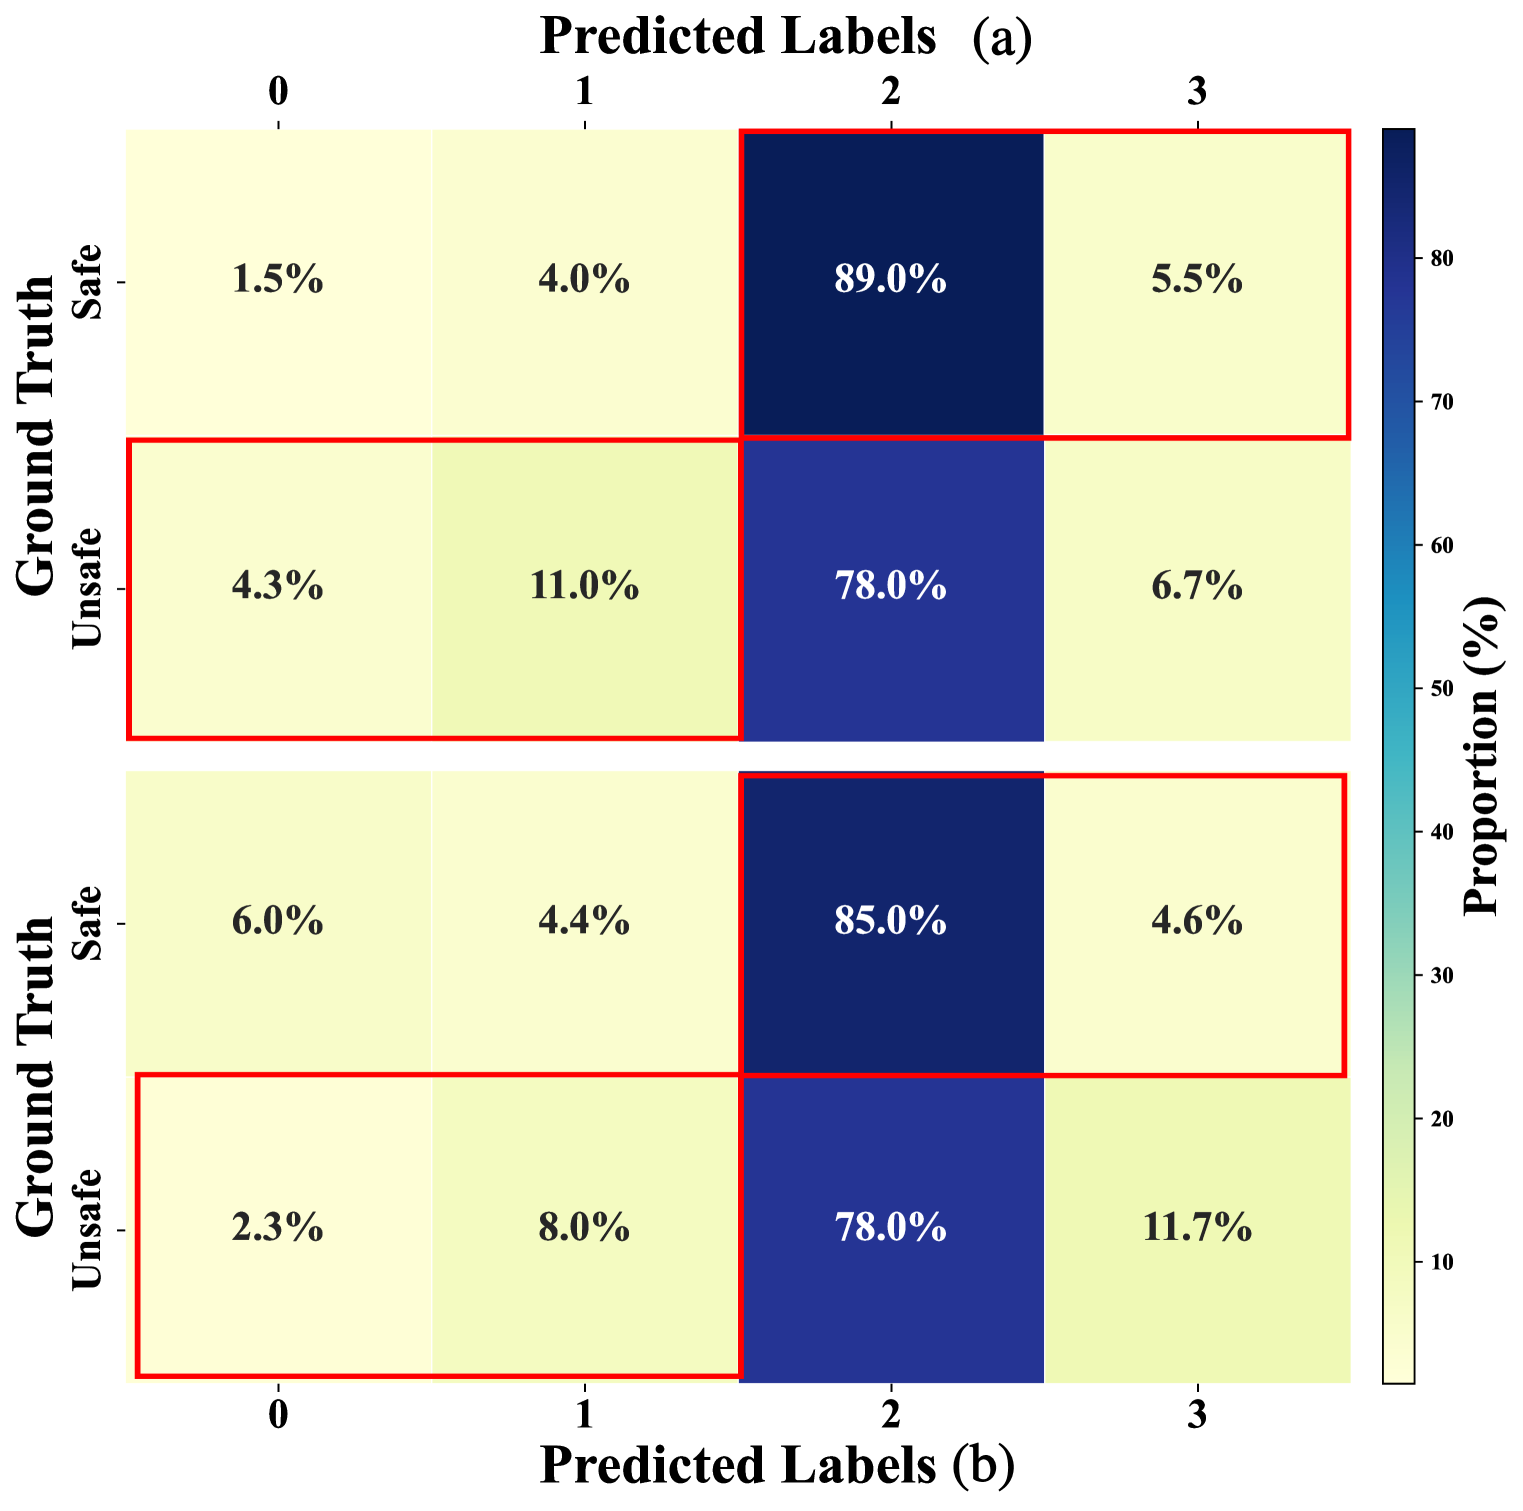 Predicted Labels (a)
0 1 2 3
Ground Truth
Safe
1.5% 4.0% 89.0% 5.5%
Unsafe
4.3% 11.0% 78.0% 6.7%
Ground Truth
Safe
6.0% 4.4% 85.0% 4.6%
Unsafe
2.3% 8.0% 78.0% 11.7%
0 1 2 3
Predicted Labels (b)
80
70
60
50
40
30
20
10
Proportion (%)